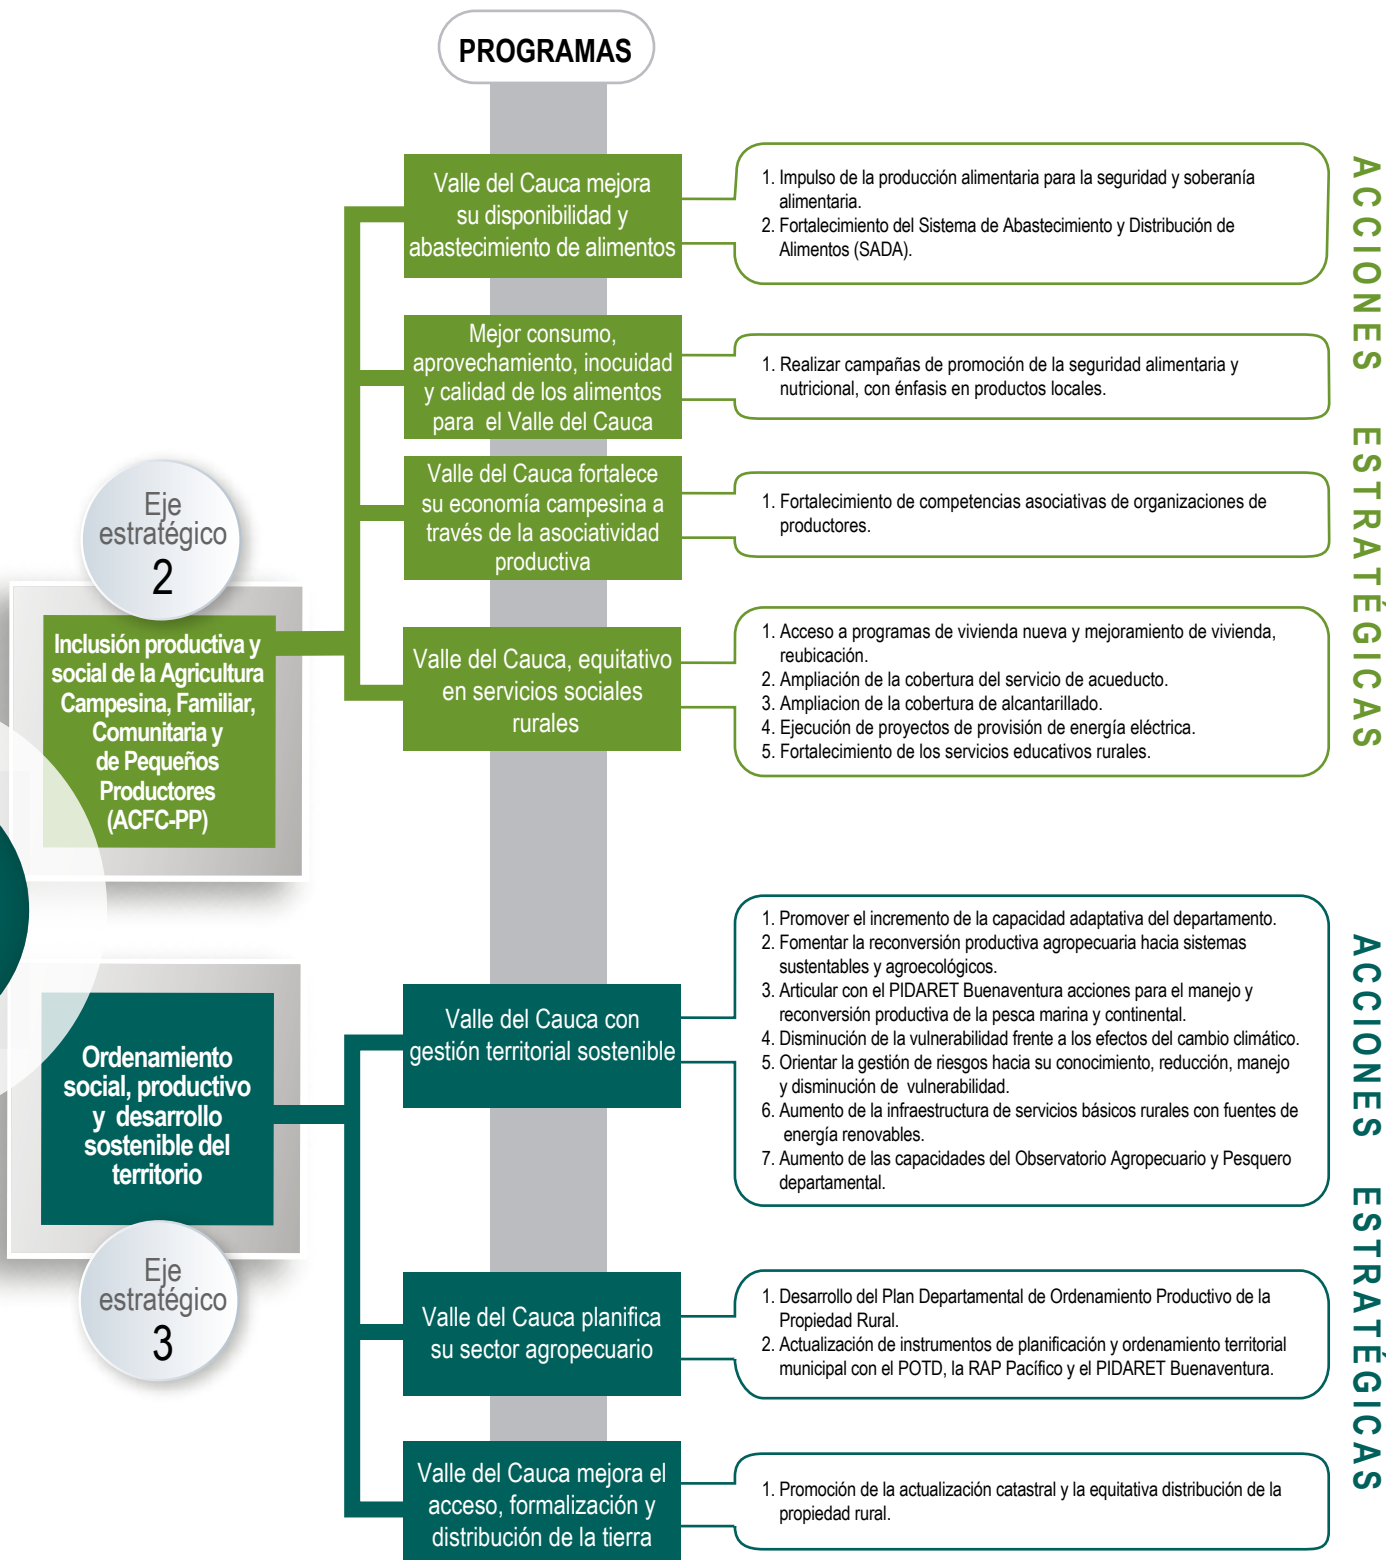 PROGRAMAS
Eje
estratégico
2
Inclusión productiva y
social de la Agricultura
Campesina, Familiar,
Comunitaria y
de Pequeños
Productores
(ACFC-PP)
Valle del Cauca mejora
su disponibilidad y
abastecimiento de alimentos
1. Impulso de la producción alimentaria para la seguridad y soberanía
alimentaria.
2. Fortalecimiento del Sistema de Abastecimiento y Distribución de
Alimentos (SADA).
Mejor consumo,
aprovechamiento, inocuidad
y calidad de los alimentos
para el Valle del Cauca
1. Realizar campañas de promoción de la seguridad alimentaria y
nutricional, con énfasis en productos locales.
Valle del Cauca fortalece
su economía campesina a
través de la asociatividad
productiva
1. Fortalecimiento de competencias asociativas de organizaciones de
productores.
Valle del Cauca, equitativo
en servicios sociales
rurales
1. Acceso a programas de vivienda nueva y mejoramiento de vivienda,
reubicación.
2. Ampliación de la cobertura del servicio de acueducto.
3. Ampliacion de la cobertura de alcantarillado.
4. Ejecución de proyectos de provisión de energía eléctrica.
5. Fortalecimiento de los servicios educativos rurales.
ACCIONES ESTRATÉGICAS
Ordenamiento
social, productivo
y desarrollo
sostenible del
territorio
Eje
estratégico
3
Valle del Cauca con
gestión territorial sostenible
1. Promover el incremento de la capacidad adaptativa del departamento.
2. Fomentar la reconversión productiva agropecuaria hacia sistemas
sustentables y agroecológicos.
3. Articular con el PIDARET Buenaventura acciones para el manejo y
reconversión productiva de la pesca marina y continental.
4. Disminución de la vulnerabilidad frente a los efectos del cambio climático.
5. Orientar la gestión de riesgos hacia su conocimiento, reducción, manejo
y disminución de vulnerabilidad.
6. Aumento de la infraestructura de servicios básicos rurales con fuentes de
energía renovables.
7. Aumento de las capacidades del Observatorio Agropecuario y Pesquero
departamental.
Valle del Cauca planifica
su sector agropecuario
1. Desarrollo del Plan Departamental de Ordenamiento Productivo de la
Propiedad Rural.
2. Actualización de instrumentos de planificación y ordenamiento territorial
municipal con el POTD, la RAP Pacífico y el PIDARET Buenaventura.
Valle del Cauca mejora el
acceso, formalización y
distribución de la tierra
1. Promoción de la actualización catastral y la equitativa distribución de la
propiedad rural.
ACCIONES ESTRATÉGICAS